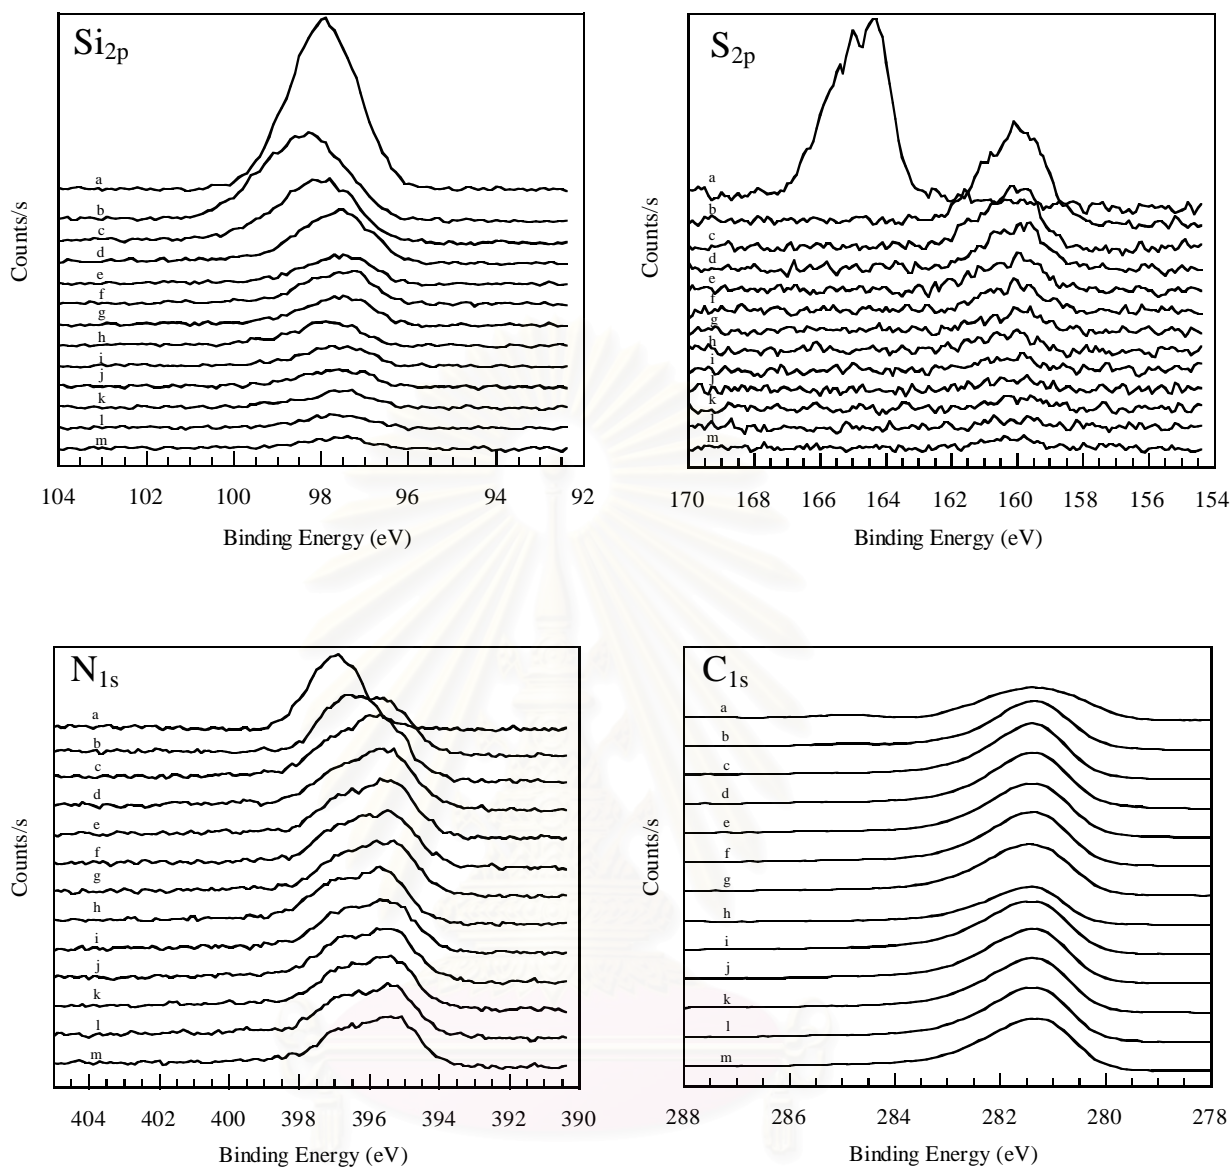 Si2p
Counts/s
a
b
c
d
e
f
g
h
i
j
k
l
m
104 102 100 98 96 94 92
Binding Energy (eV)
S2p
Counts/s
a
b
c
d
e
f
g
h
i
j
k
l
m
170 168 166 164 162 160 158 156 154
Binding Energy (eV)
N1s
Counts/s
a
b
c
d
e
f
g
h
i
j
k
l
m
404 402 400 398 396 394 392 390
Binding Energy (eV)
C1s
Counts/s
a
b
c
d
e
f
g
h
i
j
k
l
m
288 286 284 282 280 278
Binding Energy (eV)